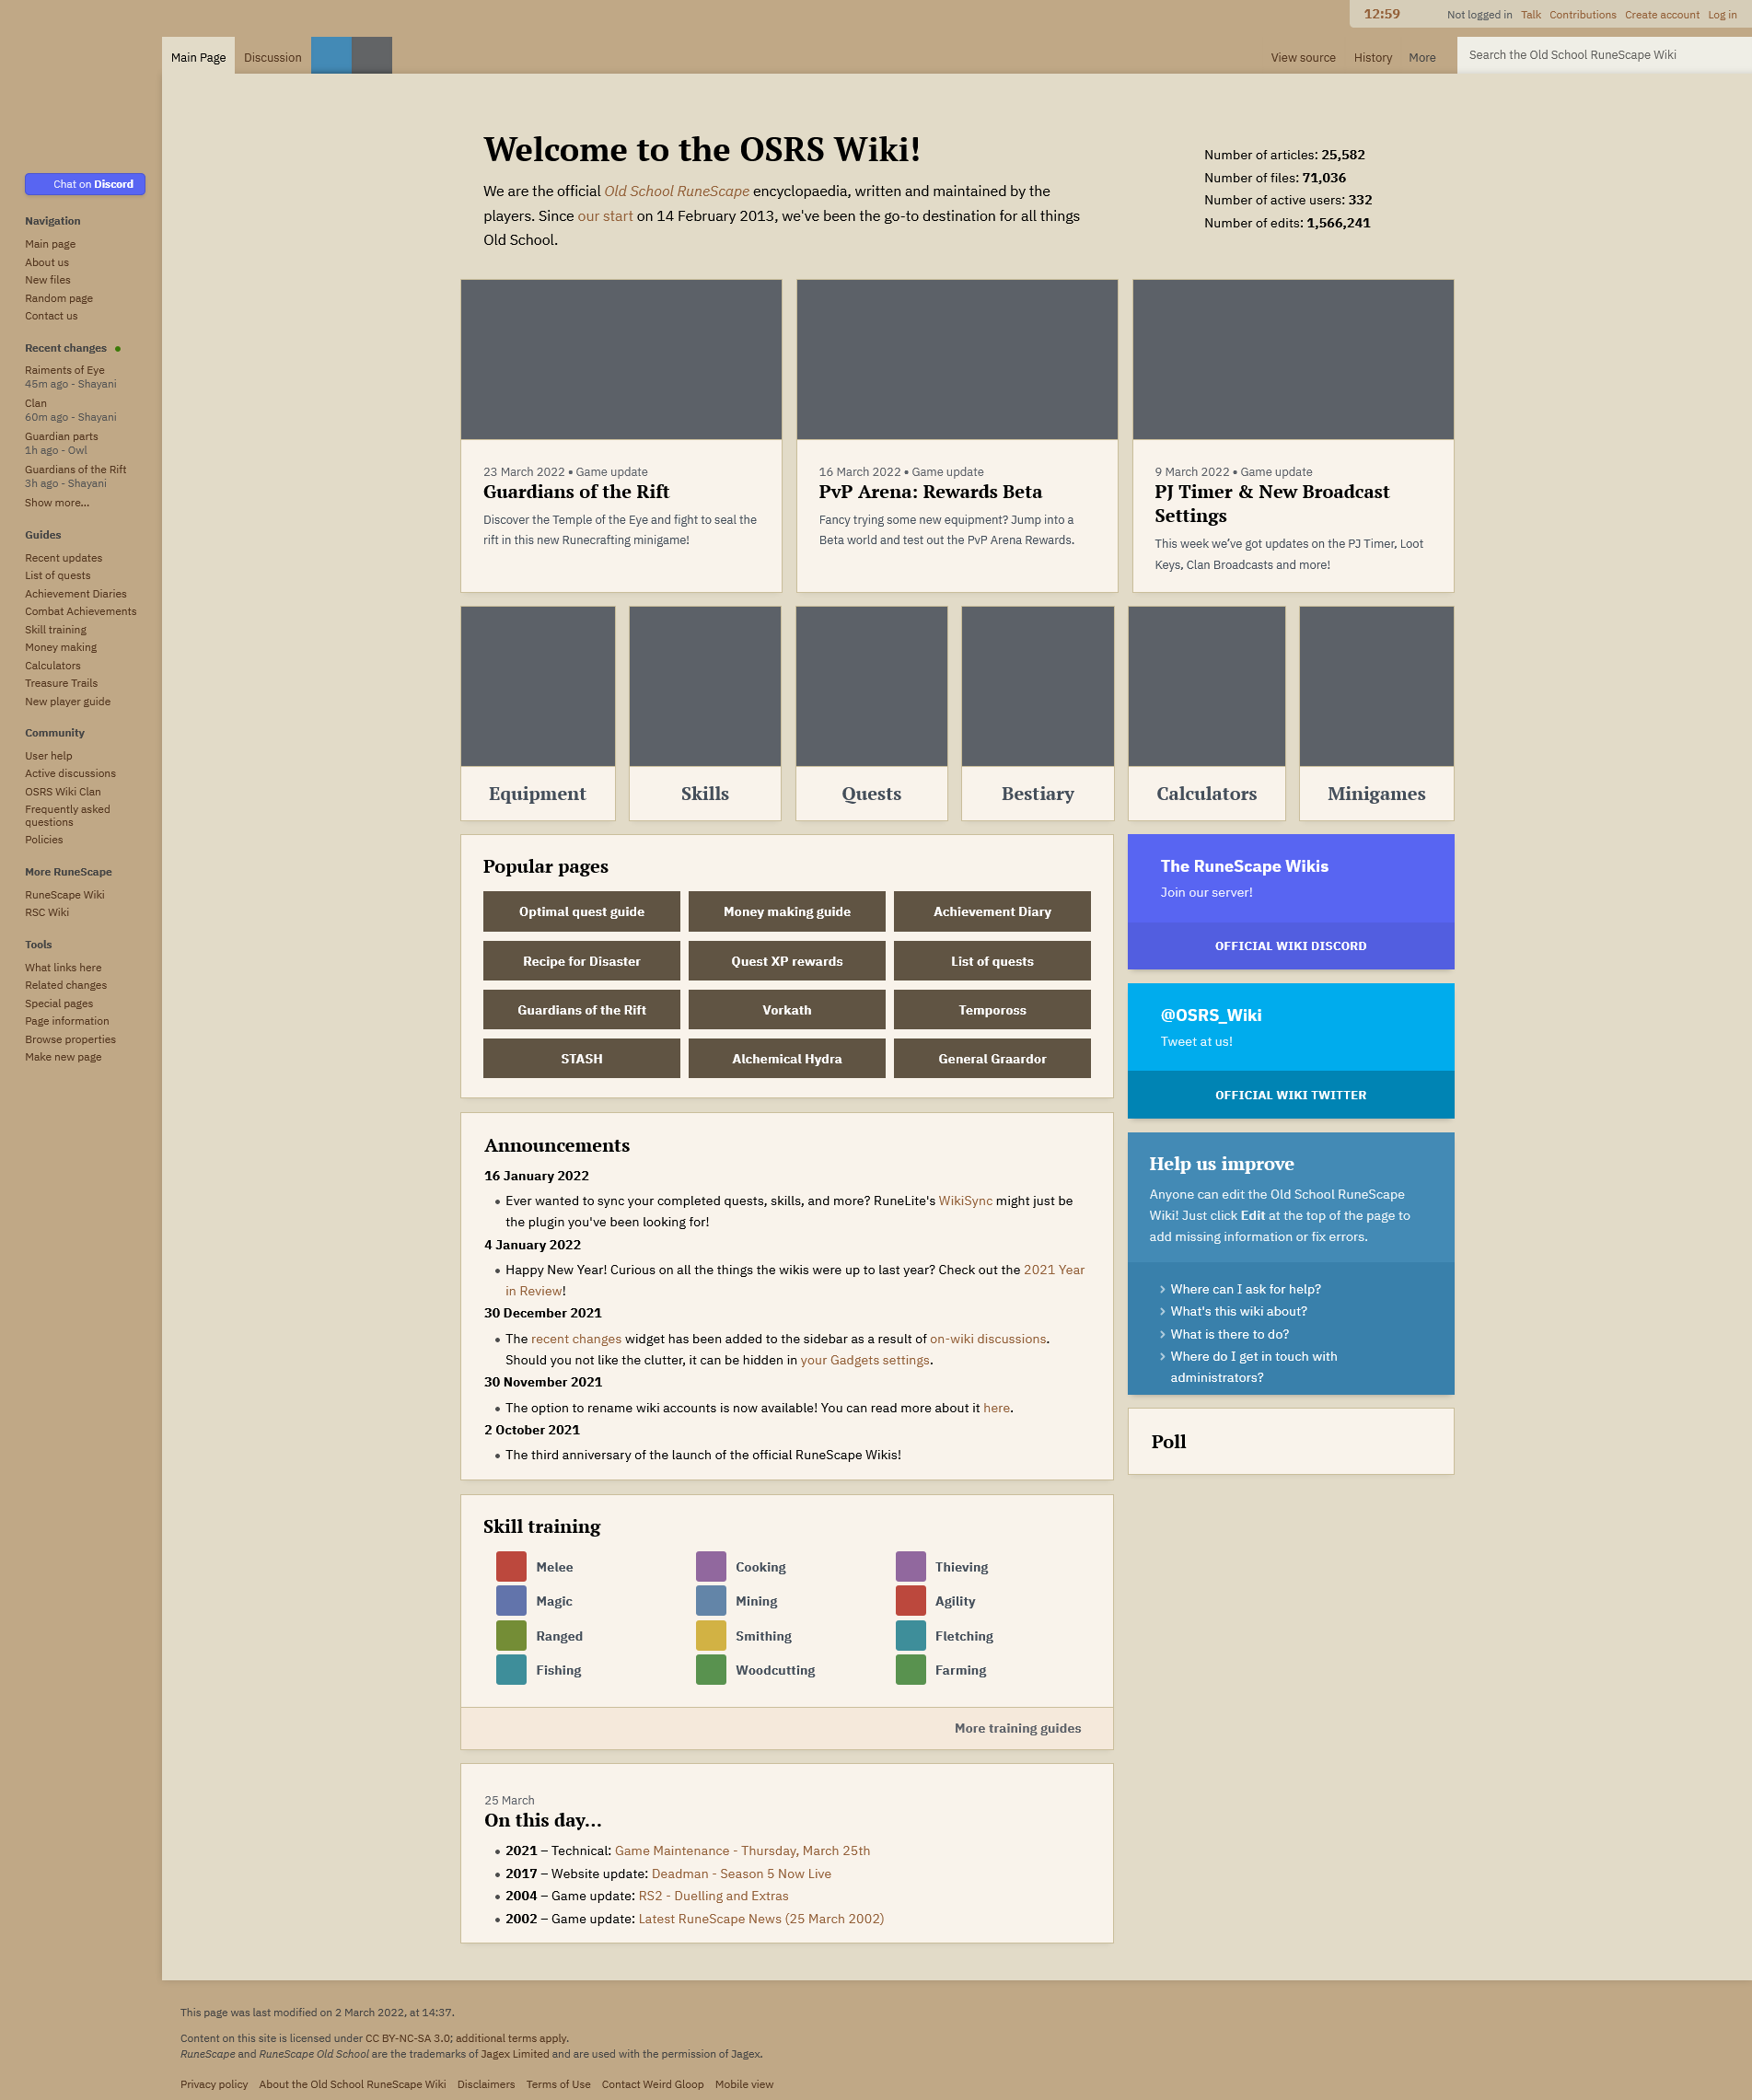 12:59
Not logged in Talk Contributions Create account Log in
Main Page Discussion
View source History More
Search the Old School RuneScape Wiki
Chat on Discord
Navigation
Main page
About us
New files
Random page
Contact us
Recent changes
Raiments of Eye
45m ago - Shayani
Clan
60m ago - Shayani
Guardian parts
1h ago - Owl
Guardians of the Rift
3h ago - Shayani
Show more...
Guides
Recent updates
List of quests
Achievement Diaries
Combat Achievements
Skill training
Money making
Calculators
Treasure Trails
New player guide
Community
User help
Active discussions
OSRS Wiki Clan
Frequently asked
questions
Policies
More RuneScape
RuneScape Wiki
RSC Wiki
Tools
What links here
Related changes
Special pages
Page information
Browse properties
Make new page
Welcome to the OSRS Wiki!
We are the official Old School RuneScape encyclopaedia, written and maintained by the
players. Since our start on 14 February 2013, we've been the go-to destination for all things
Old School.
Number of articles: 25,582
Number of files: 71,036
Number of active users: 332
Number of edits: 1,566,241
23 March 2022 • Game update
Guardians of the Rift
Discover the Temple of the Eye and fight to seal the
rift in this new Runecrafting minigame!
16 March 2022 • Game update
PvP Arena: Rewards Beta
Fancy trying some new equipment? Jump into a
Beta world and test out the PvP Arena Rewards.
9 March 2022 • Game update
PJ Timer & New Broadcast
Settings
This week we've got updates on the PJ Timer, Loot
Keys, Clan Broadcasts and more!
Equipment
Skills
Quests
Bestiary
Calculators
Minigames
Popular pages
Optimal quest guide
Money making guide
Achievement Diary
Recipe for Disaster
Quest XP rewards
List of quests
Guardians of the Rift
Vorkath
Tempoross
STASH
Alchemical Hydra
General Graardor
The RuneScape Wikis
Join our server!
OFFICIAL WIKI DISCORD
@OSRS_Wiki
Tweet at us!
OFFICIAL WIKI TWITTER
Help us improve
Anyone can edit the Old School RuneScape
Wiki! Just click Edit at the top of the page to
add missing information or fix errors.
Where can I ask for help?
What's this wiki about?
What is there to do?
Where do I get in touch with
administrators?
Poll
Announcements
16 January 2022
• Ever wanted to sync your completed quests, skills, and more? RuneLite's WikiSync might just be
the plugin you've been looking for!
4 January 2022
• Happy New Year! Curious on all the things the wikis were up to last year? Check out the 2021 Year
in Review!
30 December 2021
• The recent changes widget has been added to the sidebar as a result of on-wiki discussions.
Should you not like the clutter, it can be hidden in your Gadgets settings.
30 November 2021
• The option to rename wiki accounts is now available! You can read more about it here.
2 October 2021
• The third anniversary of the launch of the official RuneScape Wikis!
Skill training
Melee
Cooking
Thieving
Magic
Mining
Agility
Ranged
Smithing
Fletching
Fishing
Woodcutting
Farming
More training guides
25 March
On this day...
• 2021 – Technical: Game Maintenance - Thursday, March 25th
• 2017 – Website update: Deadman - Season 5 Now Live
• 2004 – Game update: RS2 - Duelling and Extras
• 2002 – Game update: Latest RuneScape News (25 March 2002)
This page was last modified on 2 March 2022, at 14:37.
Content on this site is licensed under CC BY-NC-SA 3.0; additional terms apply.
RuneScape and RuneScape Old School are the trademarks of Jagex Limited and are used with the permission of Jagex.
Privacy policy About the Old School RuneScape Wiki Disclaimers Terms of Use Contact Weird Gloop Mobile view